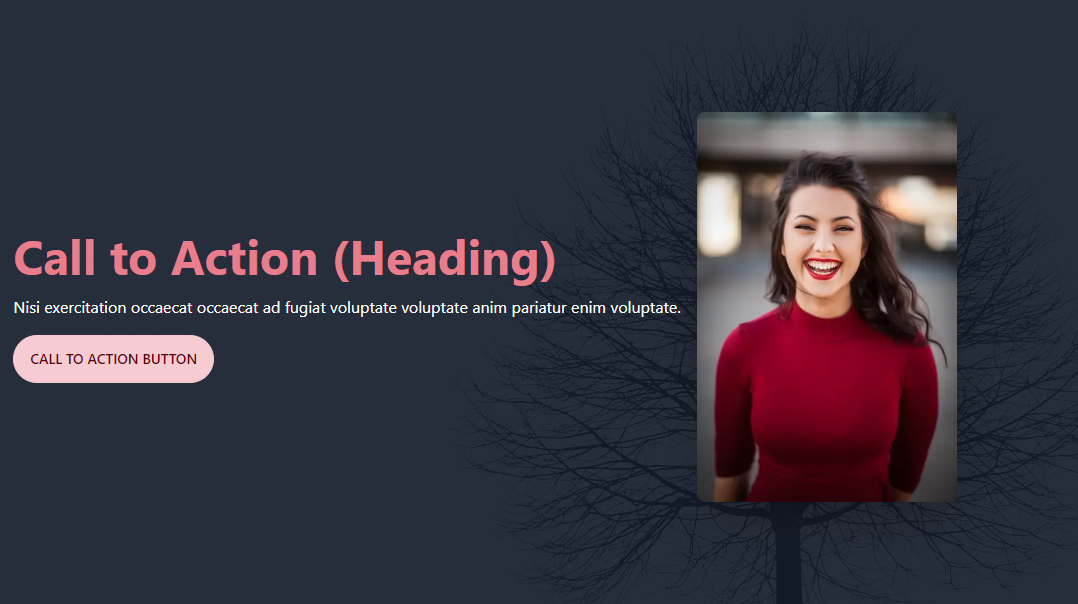 Call to Action (Heading)
Nisi exercitation occaecat occaecat ad fugiat voluptate voluptate anim pariatur enim voluptate.
CALL TO ACTION BUTTON